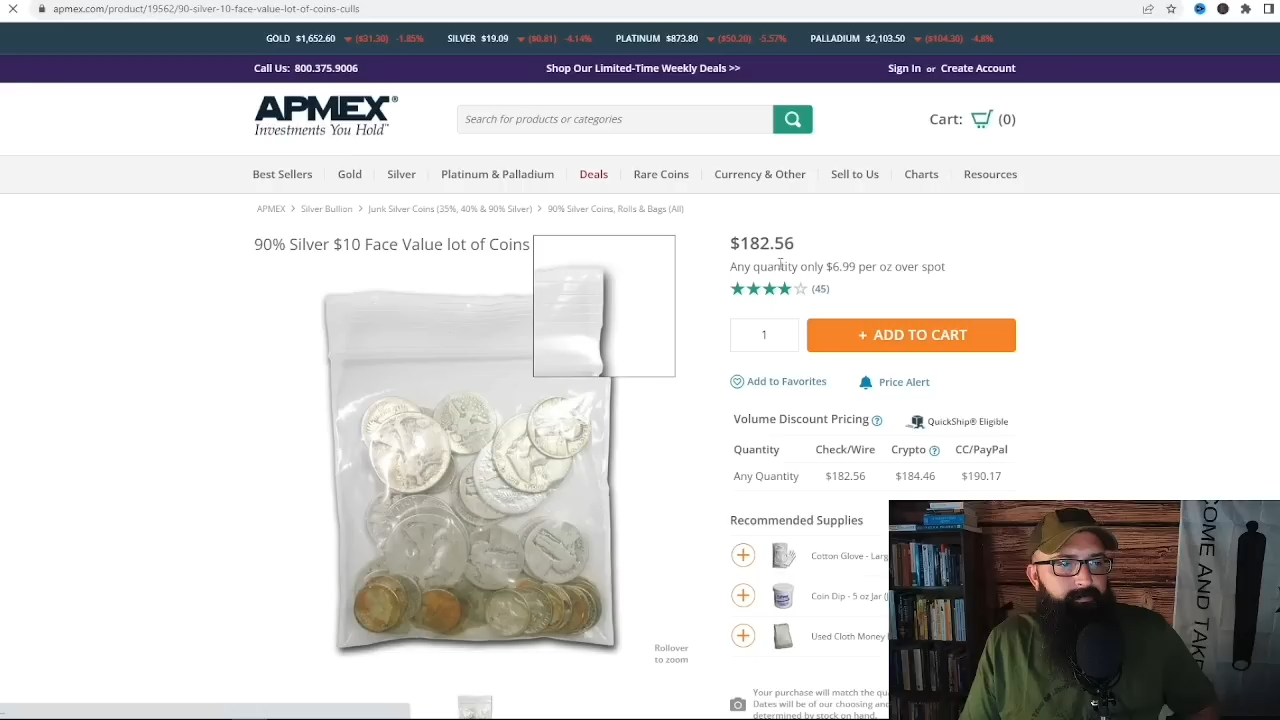 apmex.com/product/19562/90-silver-10-face-value-lot-of-coins-culls
GOLD $1,652.60 ($31.30) -1.85% SILVER $19.09 ($0.81) -4.14% PLATINUM $873.80 ($50.20) -5.57% PALLADIUM $2,103.50 ($104.30) -4.8%
Call Us: 800.375.9006 Shop Our Limited-Time Weekly Deals >> Sign In or Create Account
APMEX®
Investments You Hold™
Search for products or categories
Cart: (0)
Best Sellers Gold Silver Platinum & Palladium Deals Rare Coins Currency & Other Sell to Us Charts Resources
APMEX > Silver Bullion > Junk Silver Coins (35%, 40% & 90% Silver) > 90% Silver Coins, Rolls & Bags (All)
90% Silver $10 Face Value lot of Coins
$182.56
Any quantity only $6.99 per oz over spot
(45)
1
+ ADD TO CART
Add to Favorites Price Alert
Volume Discount Pricing ? QuickShip® Eligible
Quantity Check/Wire Crypto ? CC/PayPal
Any Quantity $182.56 $184.46 $190.17
Recommended Supplies
+ Cotton Glove - Large
+ Coin Dip - 5 oz Jar (
+ Used Cloth Money
Rollover
to zoom
Your purchase will match the
Dates will be of our choosing and
determined by stock on hand.
OME AND TAKE